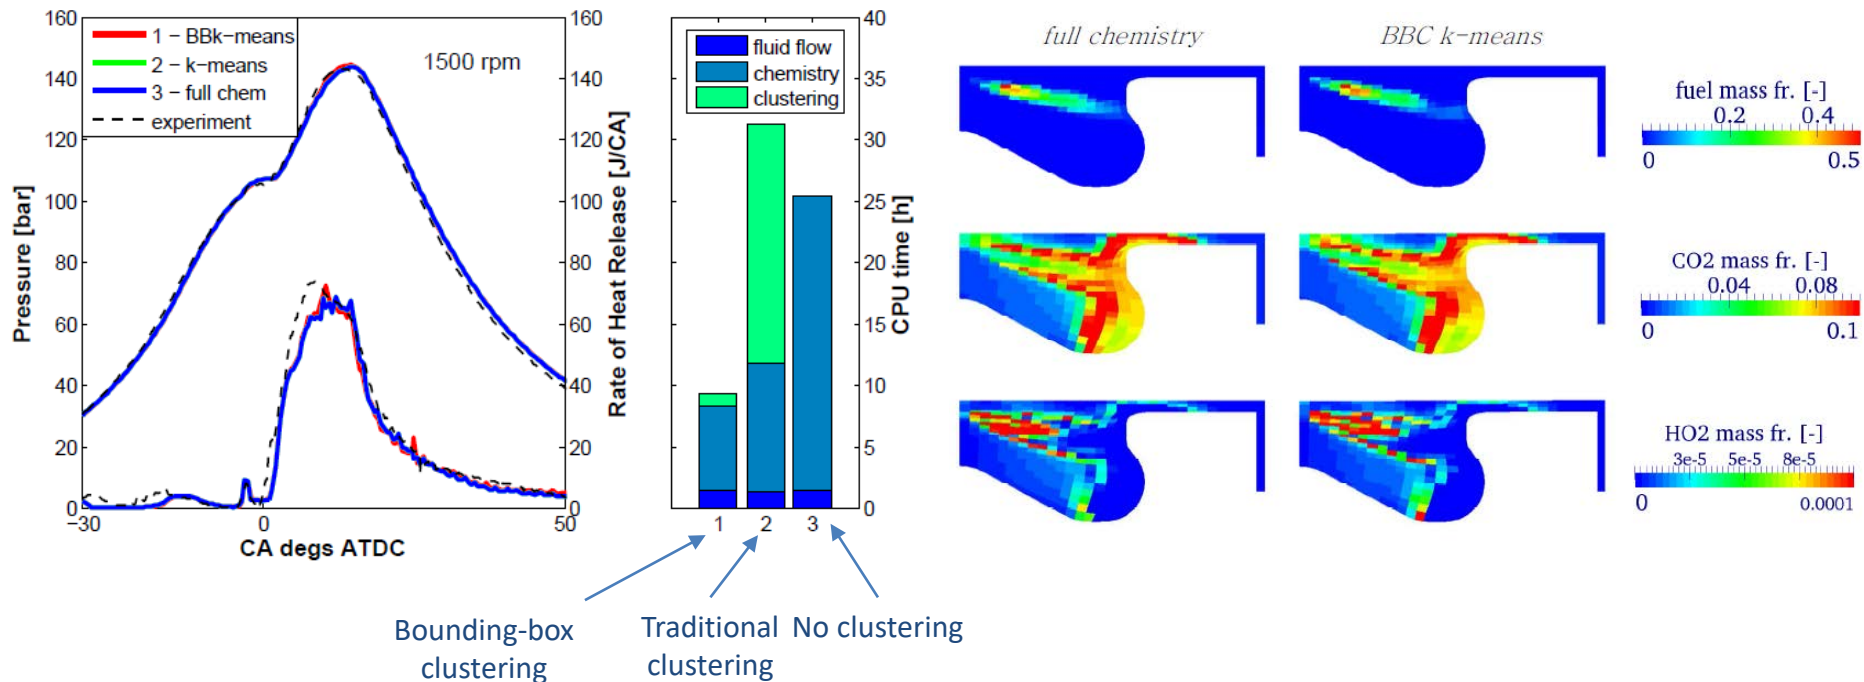 160
140
120
100
80
60
40
20
0
Pressure [bar]
1 − BBk−means
2 − k−means
3 − full chem
experiment
1500 rpm
−30
0
50
CA degs ATDC
160
140
120
100
80
60
40
20
0
Rate of Heat Release [J/CA]
fluid flow
chemistry
clustering
1
2
3
40
35
30
25
20
15
10
5
0
CPU time [h]
Bounding-box
clustering
Traditional
clustering
No clustering
full chemistry
BBC k−means
fuel mass fr. [-]
0.2 0.4
0 0.5
CO2 mass fr. [-]
0.04 0.08
0 0.1
HO2 mass fr. [-]
3e-5 5e-5 8e-5
0 0.0001